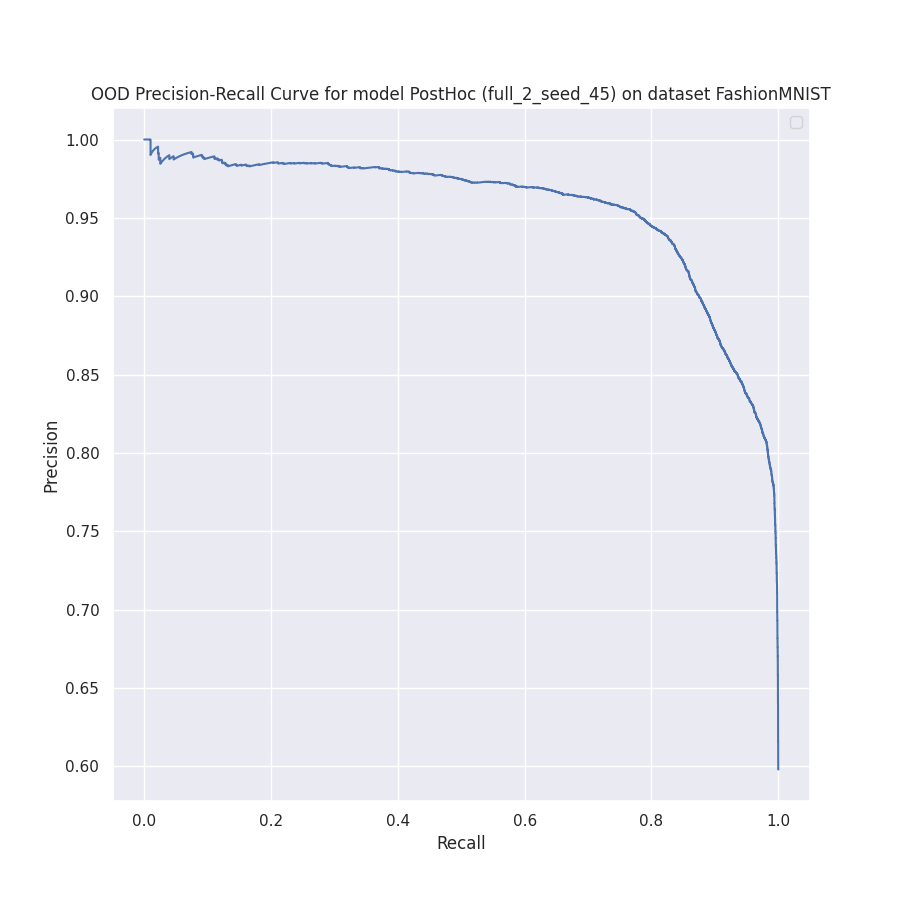 OOD Precision-Recall Curve for model PostHoc (full_2_seed_45) on dataset FashionMNIST
1.00
0.95
0.90
0.85
0.80
0.75
0.70
0.65
0.60
Precision
0.0 0.2 0.4 0.6 0.8 1.0
Recall